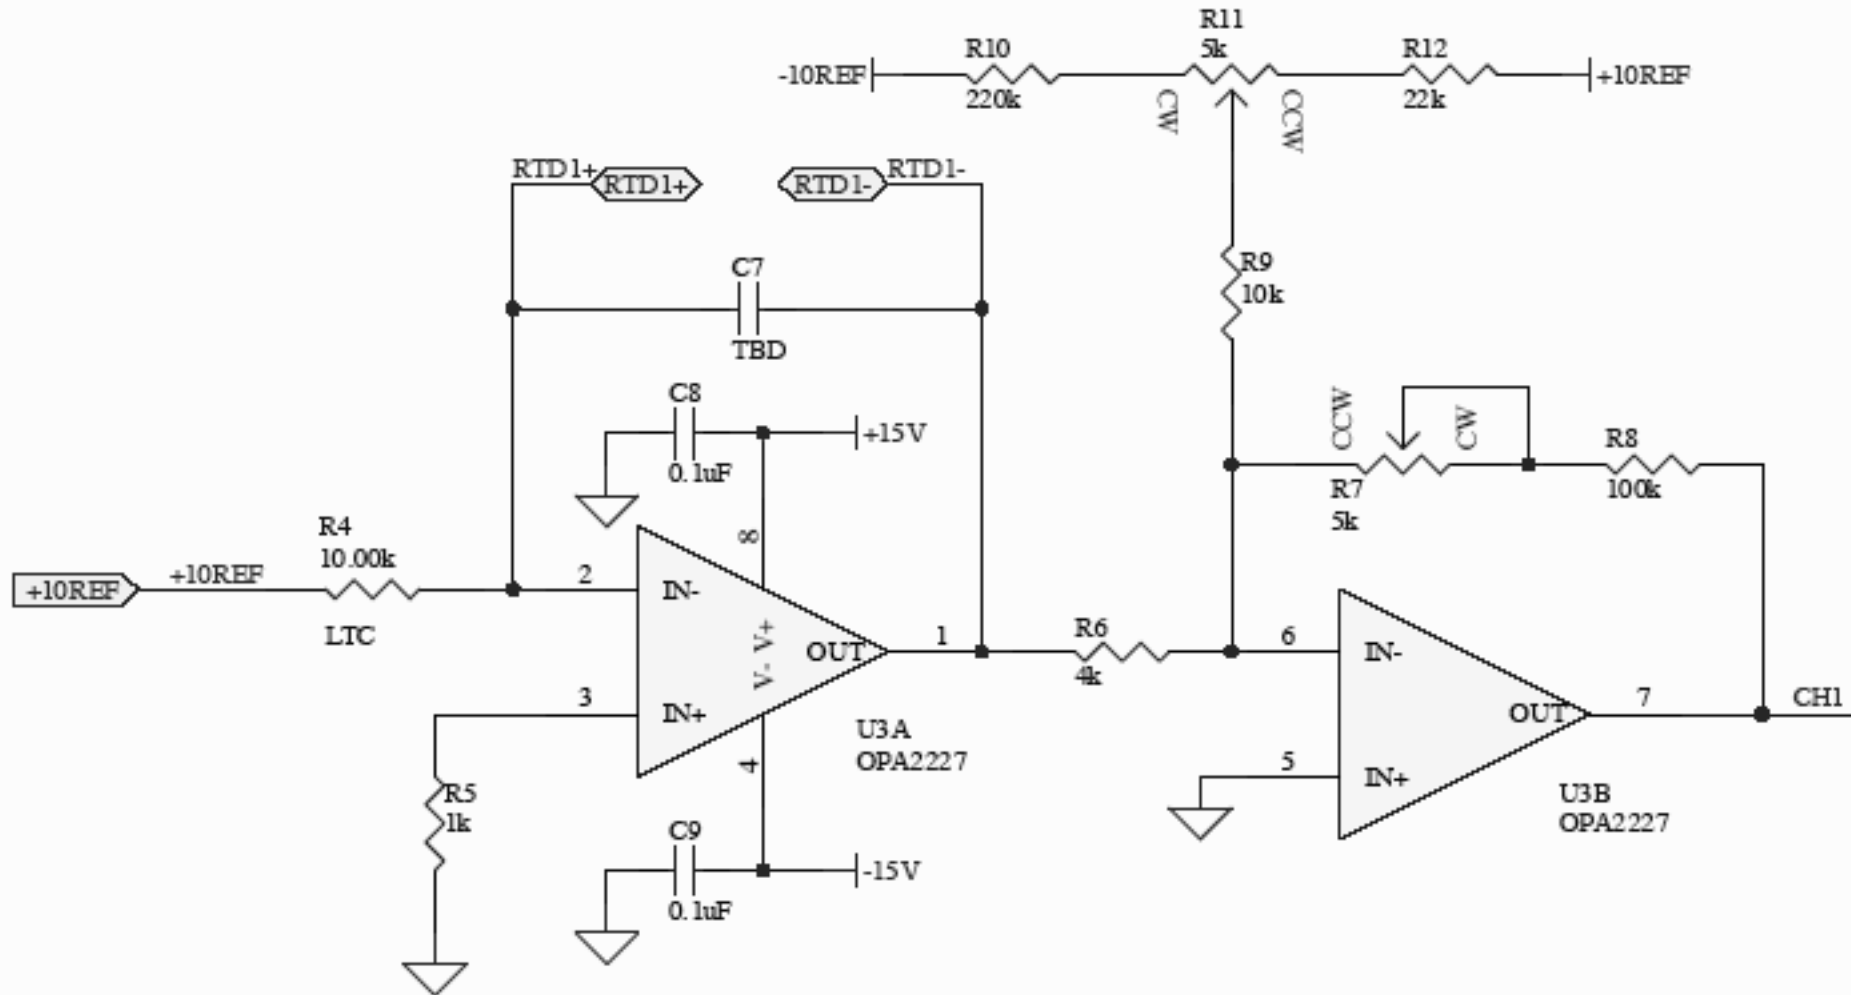 R11
5k
R10
220k
R12
22k
-10REF
+10REF
CW
CCW
RTD1+
RTD1+
RTD1-
RTD1-
C7
TBD
R9
10k
C8
0.1uF
+15V
CCW
CW
R7
5k
R8
100k
R4
10.00k
+10REF
+10REF
LTC
2
IN-
8
V- V+
OUT
1
3
IN+
4
U3A
OPA2227
R6
4k
6
IN-
OUT
7
CH1
5
IN+
U3B
OPA2227
R5
1k
C9
0.1uF
-15V